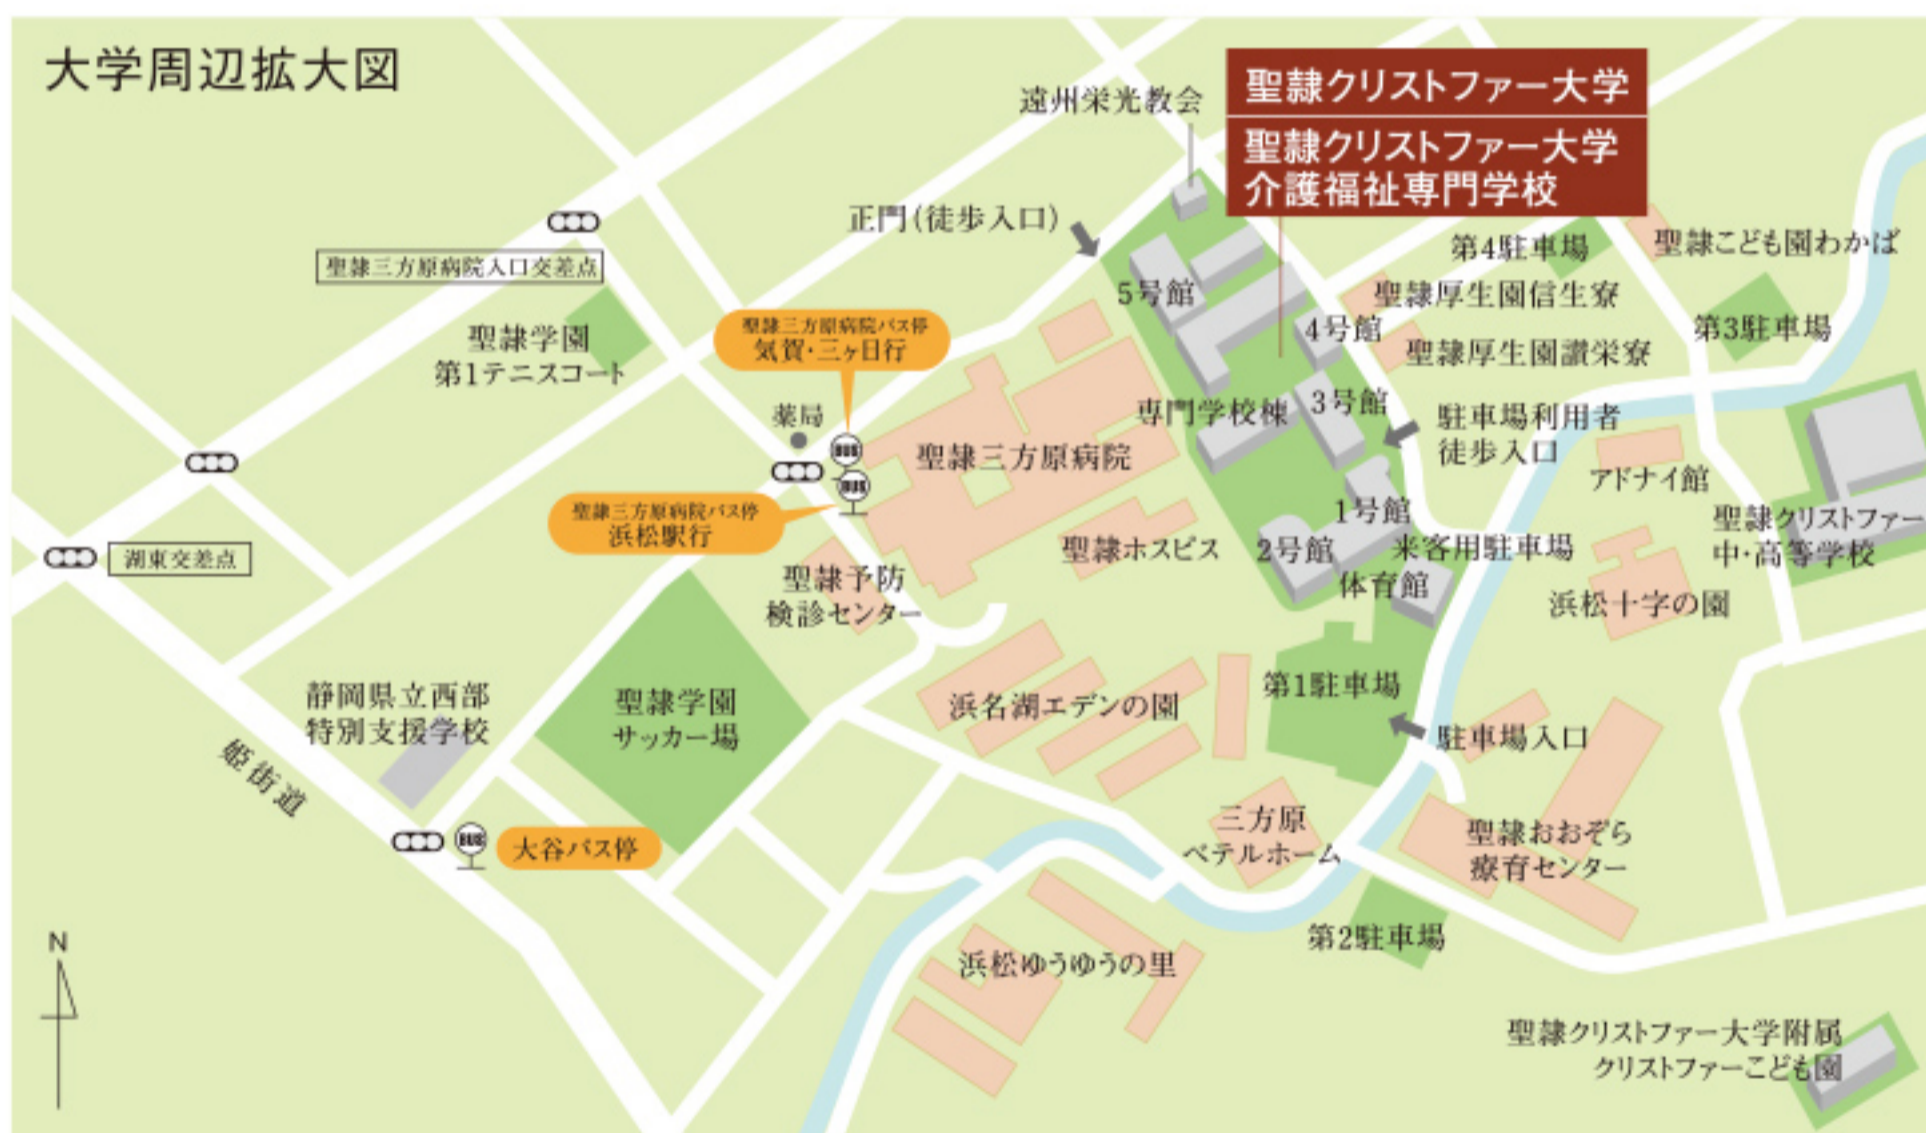 大学周辺拡大図
遠州栄光教会
聖隷クリストファー大学
聖隷クリストファー大学
介護福祉専門学校
正門(徒歩入口)
聖隷三方原病院入口交差点
第4駐車場
聖隷こども園わかば
5号館
聖隷厚生園信生寮
聖隷学園
第1テニスコート
聖隷三方原病院バス停
気賀・三ヶ日行
4号館
聖隷厚生園讃栄寮
第3駐車場
薬局
BUS
BUS
専門学校棟
3号館
駐車場利用者
徒歩入口
聖隷三方原病院
アドナイ館
聖隷三方原病院バス停
浜松駅行
1号館
聖隷クリストファー
中・高等学校
湖東交差点
聖隷ホスピス
2号館
来客用駐車場
体育館
聖隷予防
検診センター
浜松十字の園
静岡県立西部
特別支援学校
聖隷学園
サッカー場
浜名湖エデンの園
第1駐車場
駐車場入口
姫街道
BUS
大谷バス停
三方原
ベテルホーム
聖隷おおぞら
療育センター
第2駐車場
浜松ゆうゆうの里
N
聖隷クリストファー大学附属
クリストファーこども園